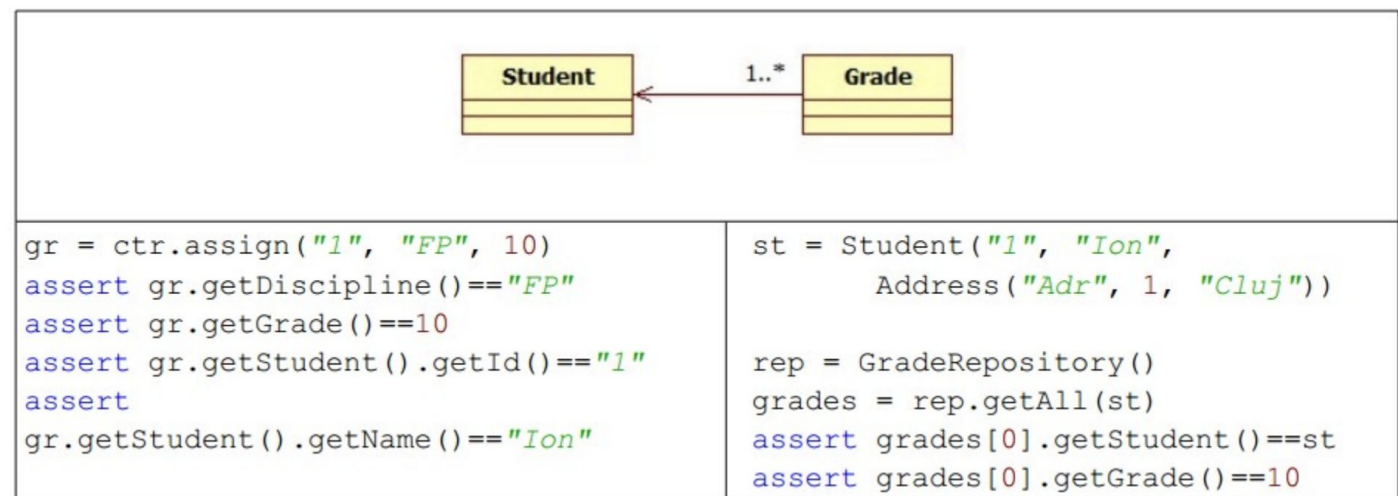 Student
1..*
Grade
gr = ctr.assign("1", "FP", 10)
assert gr.getDiscipline()=="FP"
assert gr.getGrade()==10
assert gr.getStudent().getId()=="1"
assert
gr.getStudent().getName()=="Ion"
st = Student("1", "Ion",
Address("Adr", 1, "Cluj"))
rep = GradeRepository()
grades = rep.getAll(st)
assert grades[0].getStudent()==st
assert grades[0].getGrade()==10